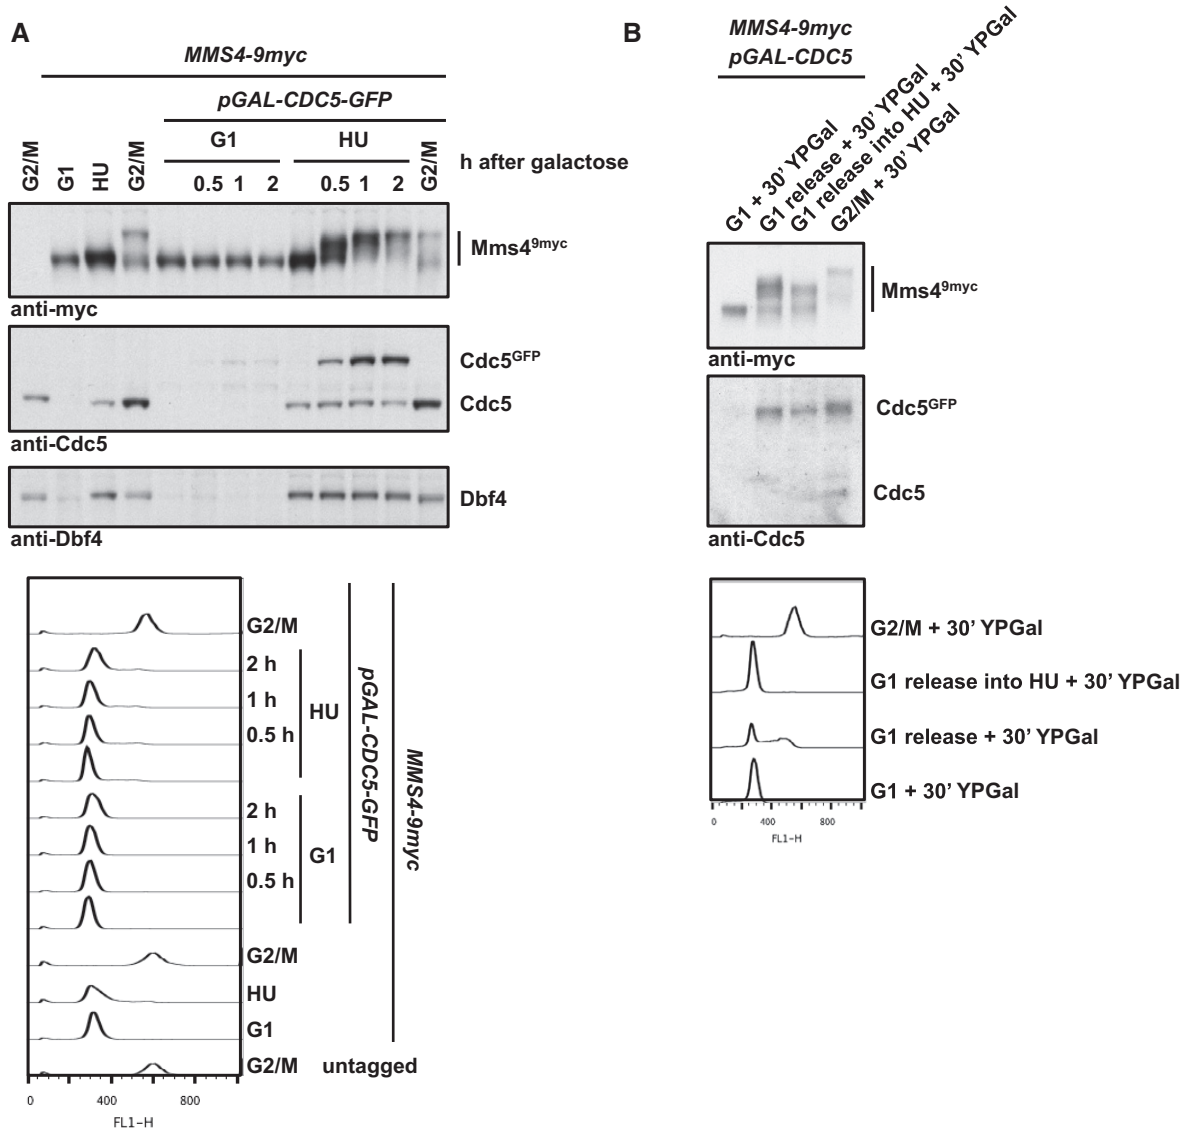 A
MMS4-9myc
pGAL-CDC5-GFP
G1
HU
G2/M
G1
HU
G2/M
0.5 1 2
0.5 1 2
G2/M
h after galactose
Mms4^9myc
anti-myc
Cdc5^GFP
Cdc5
anti-Cdc5
Dbf4
anti-Dbf4
G2/M
2 h
1 h
0.5 h
HU
2 h
1 h
0.5 h
G1
pGAL-CDC5-GFP
MMS4-9myc
G2/M
HU
G1
G2/M untagged
0 400 800
FL1-H
B
MMS4-9myc
pGAL-CDC5
G1 + 30’ YPGal
G1 release + 30’ YPGal
G1 release into HU + 30’ YPGal
G2/M + 30’ YPGal
Mms4^9myc
anti-myc
Cdc5^GFP
Cdc5
anti-Cdc5
G2/M + 30’ YPGal
G1 release into HU + 30’ YPGal
G1 release + 30’ YPGal
G1 + 30’ YPGal
0 400 800
FL1-H